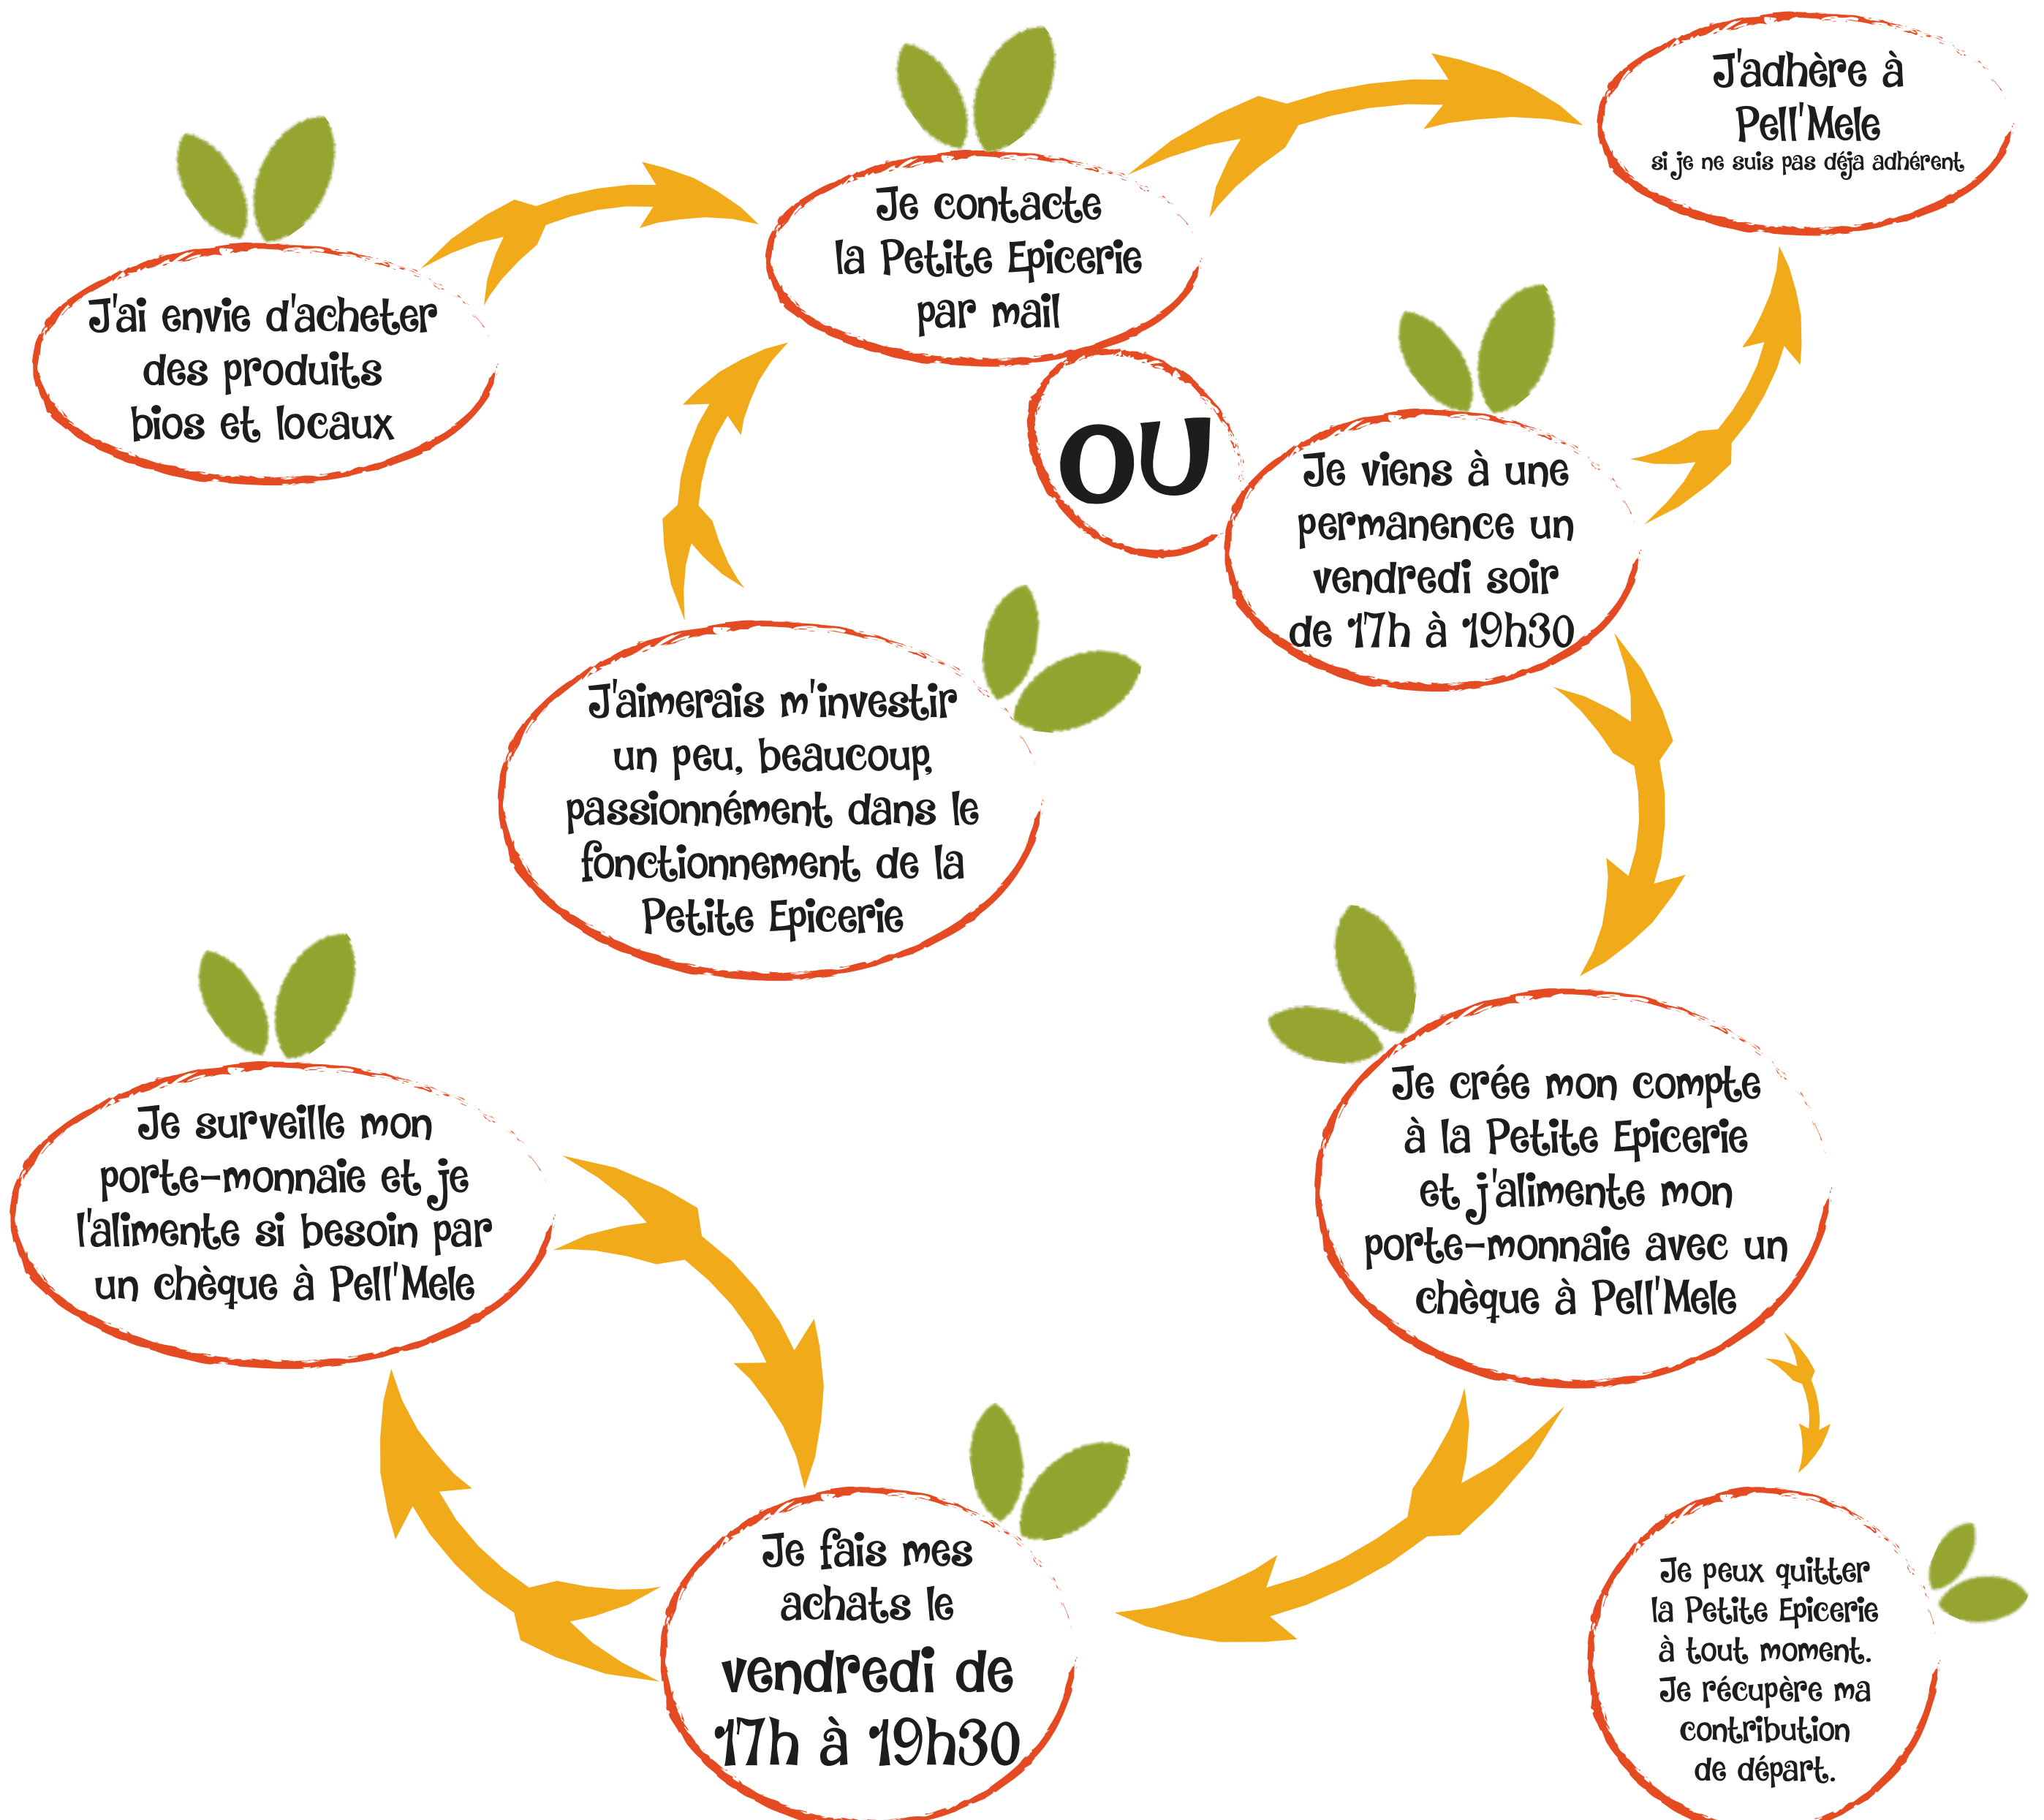 J'ai envie d'acheter
des produits
bios et locaux
Je contacte
la Petite Epicerie
par mail
OU
Je viens à une
permanence un
vendredi soir
de 17h à 19h30
J'adhère à
Pell'Mele
si je ne suis pas déja adhérent
J'aimerais m'investir
un peu, beaucoup,
passionnément dans le
fonctionnement de la
Petite Epicerie
Je crée mon compte
à la Petite Epicerie
et j'alimente mon
porte-monnaie avec un
chèque à Pell'Mele
Je surveille mon
porte-monnaie et je
l'alimente si besoin par
un chèque à Pell'Mele
Je fais mes
achats le
vendredi de
17h à 19h30
Je peux quitter
la Petite Epicerie
à tout moment.
Je récupère ma
contribution
de départ.